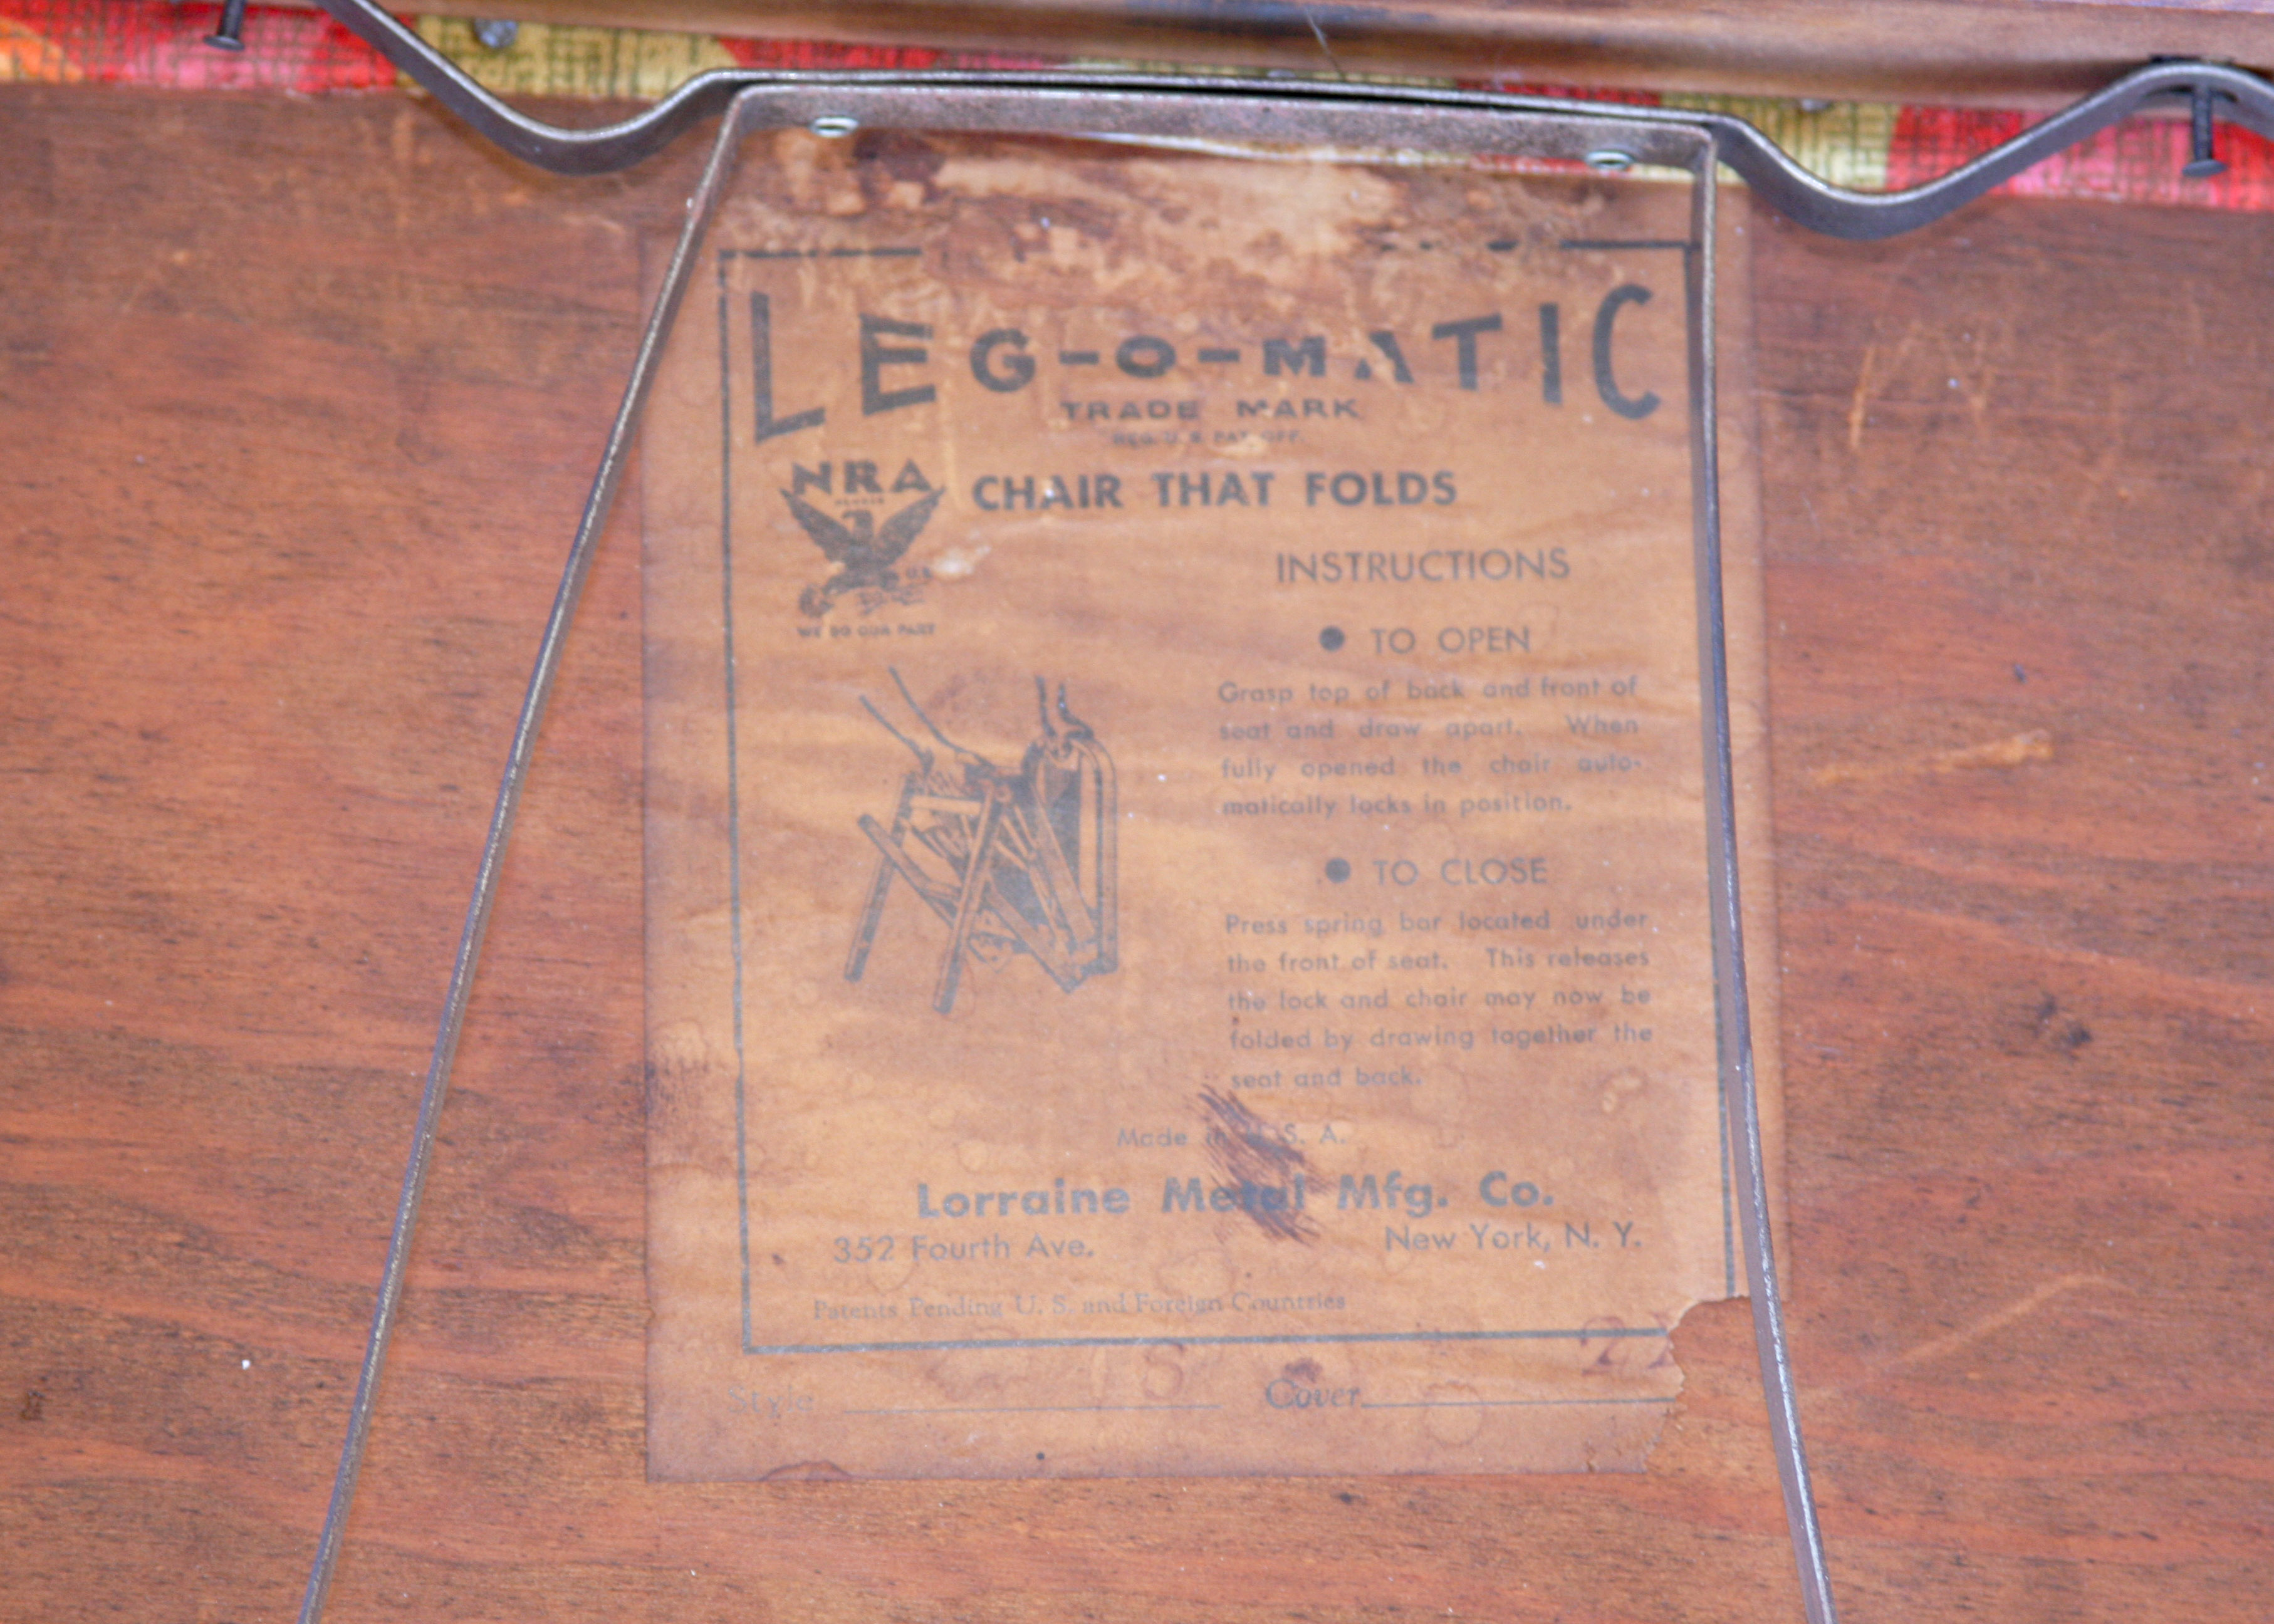 LEG-O-MATIC
TRADE MARK
REG. U. S. PAT. OFF.
NRA
MEMBER
U.S.
WE DO OUR PART
CHAIR THAT FOLDS
INSTRUCTIONS
● TO OPEN
Grasp top of back and front of
seat and draw apart. When
fully opened the chair auto-
matically locks in position.
● TO CLOSE
Press spring bar located under
the front of seat. This releases
the lock and chair may now be
folded by drawing together the
seat and back.
Made in U. S. A.
Lorraine Metal Mfg. Co.
352 Fourth Ave. New York, N. Y.
Patents Pending U. S. and Foreign Countries
Style Cover